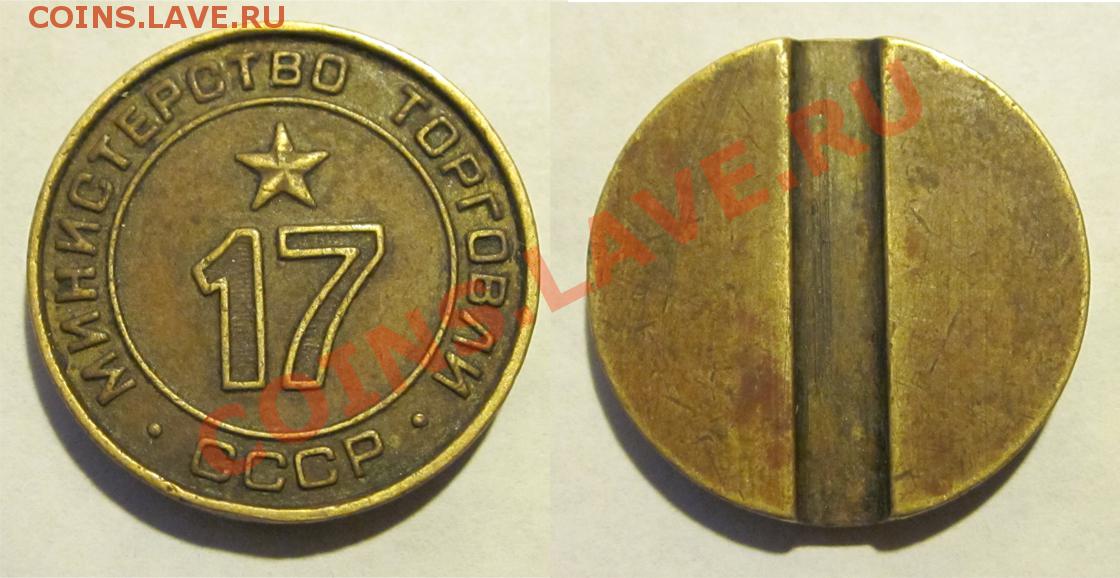 COINS.LAVE.RU
МИНИСТЕРСТВО ТОРГОВЛИ
17
· СССР ·
COINS.LAVE.RU